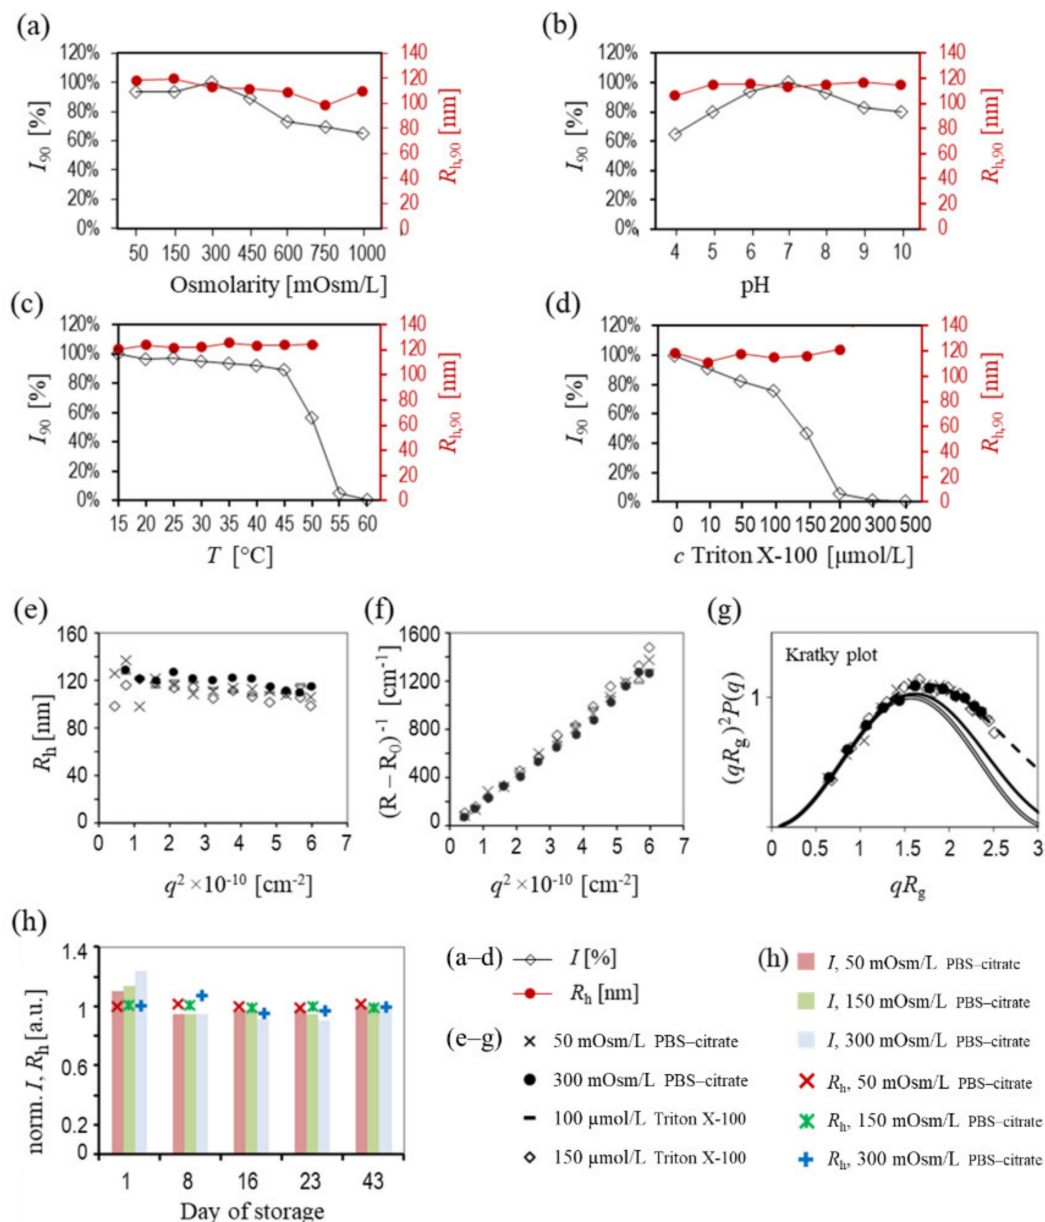 (a)
120%
100%
80%
60%
40%
20%
0%
I90 [%]
140
120
100
80
60
40
20
0
Rh,90 [nm]
50 150 300 450 600 750 1000
Osmolarity [mOsm/L]
(b)
120%
100%
80%
60%
40%
20%
0%
I90 [%]
140
120
100
80
60
40
20
0
Rh,90 [nm]
4 5 6 7 8 9 10
pH
(c)
120%
100%
80%
60%
40%
20%
0%
I90 [%]
140
120
100
80
60
40
20
0
Rh,90 [nm]
15 20 25 30 35 40 45 50 55 60
T [°C]
(d)
120%
100%
80%
60%
40%
20%
0%
I90 [%]
140
120
100
80
60
40
20
0
Rh,90 [nm]
0 10 50 100 150 200 300 500
c Triton X-100 [μmol/L]
(e)
160
120
80
40
0
Rh [nm]
0 1 2 3 4 5 6 7
q² ×10⁻¹⁰ [cm⁻²]
(f)
1600
1200
800
400
0
(R – R0)⁻¹ [cm⁻¹]
0 1 2 3 4 5 6 7
q² ×10⁻¹⁰ [cm⁻²]
(g)
Kratky plot
1
(qRg)²P(q)
0 0.5 1 1.5 2 2.5 3
qRg
(h)
1.4
1
0.6
0.2
0
norm. I, Rh [a.u.]
1 8 16 23 43
Day of storage
(a–d)
I [%]
Rh [nm]
(e–g)
50 mOsm/L PBS–citrate
300 mOsm/L PBS–citrate
100 μmol/L Triton X-100
150 μmol/L Triton X-100
(h)
I, 50 mOsm/L PBS–citrate
I, 150 mOsm/L PBS–citrate
I, 300 mOsm/L PBS–citrate
Rh, 50 mOsm/L PBS–citrate
Rh, 150 mOsm/L PBS–citrate
Rh, 300 mOsm/L PBS–citrate